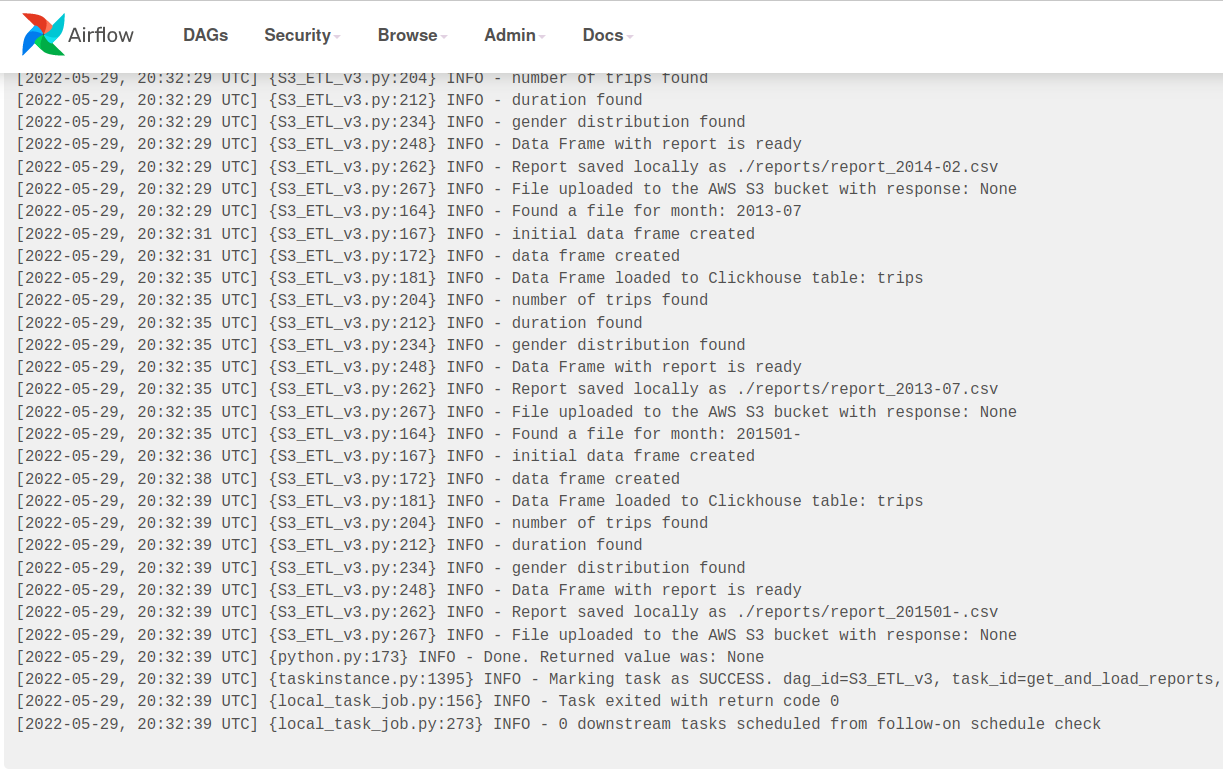 Airflow DAGs Security Browse Admin Docs
[2022-05-29, 20:32:29 UTC] {S3_ETL_v3.py:204} INFO - number of trips found
[2022-05-29, 20:32:29 UTC] {S3_ETL_v3.py:212} INFO - duration found
[2022-05-29, 20:32:29 UTC] {S3_ETL_v3.py:234} INFO - gender distribution found
[2022-05-29, 20:32:29 UTC] {S3_ETL_v3.py:248} INFO - Data Frame with report is ready
[2022-05-29, 20:32:29 UTC] {S3_ETL_v3.py:262} INFO - Report saved locally as ./reports/report_2014-02.csv
[2022-05-29, 20:32:29 UTC] {S3_ETL_v3.py:267} INFO - File uploaded to the AWS S3 bucket with response: None
[2022-05-29, 20:32:29 UTC] {S3_ETL_v3.py:164} INFO - Found a file for month: 2013-07
[2022-05-29, 20:32:31 UTC] {S3_ETL_v3.py:167} INFO - initial data frame created
[2022-05-29, 20:32:31 UTC] {S3_ETL_v3.py:172} INFO - data frame created
[2022-05-29, 20:32:35 UTC] {S3_ETL_v3.py:181} INFO - Data Frame loaded to Clickhouse table: trips
[2022-05-29, 20:32:35 UTC] {S3_ETL_v3.py:204} INFO - number of trips found
[2022-05-29, 20:32:35 UTC] {S3_ETL_v3.py:212} INFO - duration found
[2022-05-29, 20:32:35 UTC] {S3_ETL_v3.py:234} INFO - gender distribution found
[2022-05-29, 20:32:35 UTC] {S3_ETL_v3.py:248} INFO - Data Frame with report is ready
[2022-05-29, 20:32:35 UTC] {S3_ETL_v3.py:262} INFO - Report saved locally as ./reports/report_2013-07.csv
[2022-05-29, 20:32:35 UTC] {S3_ETL_v3.py:267} INFO - File uploaded to the AWS S3 bucket with response: None
[2022-05-29, 20:32:35 UTC] {S3_ETL_v3.py:164} INFO - Found a file for month: 201501-
[2022-05-29, 20:32:36 UTC] {S3_ETL_v3.py:167} INFO - initial data frame created
[2022-05-29, 20:32:38 UTC] {S3_ETL_v3.py:172} INFO - data frame created
[2022-05-29, 20:32:39 UTC] {S3_ETL_v3.py:181} INFO - Data Frame loaded to Clickhouse table: trips
[2022-05-29, 20:32:39 UTC] {S3_ETL_v3.py:204} INFO - number of trips found
[2022-05-29, 20:32:39 UTC] {S3_ETL_v3.py:212} INFO - duration found
[2022-05-29, 20:32:39 UTC] {S3_ETL_v3.py:234} INFO - gender distribution found
[2022-05-29, 20:32:39 UTC] {S3_ETL_v3.py:248} INFO - Data Frame with report is ready
[2022-05-29, 20:32:39 UTC] {S3_ETL_v3.py:262} INFO - Report saved locally as ./reports/report_201501-.csv
[2022-05-29, 20:32:39 UTC] {S3_ETL_v3.py:267} INFO - File uploaded to the AWS S3 bucket with response: None
[2022-05-29, 20:32:39 UTC] {python.py:173} INFO - Done. Returned value was: None
[2022-05-29, 20:32:39 UTC] {taskinstance.py:1395} INFO - Marking task as SUCCESS. dag_id=S3_ETL_v3, task_id=get_and_load_reports,
[2022-05-29, 20:32:39 UTC] {local_task_job.py:156} INFO - Task exited with return code 0
[2022-05-29, 20:32:39 UTC] {local_task_job.py:273} INFO - 0 downstream tasks scheduled from follow-on schedule check